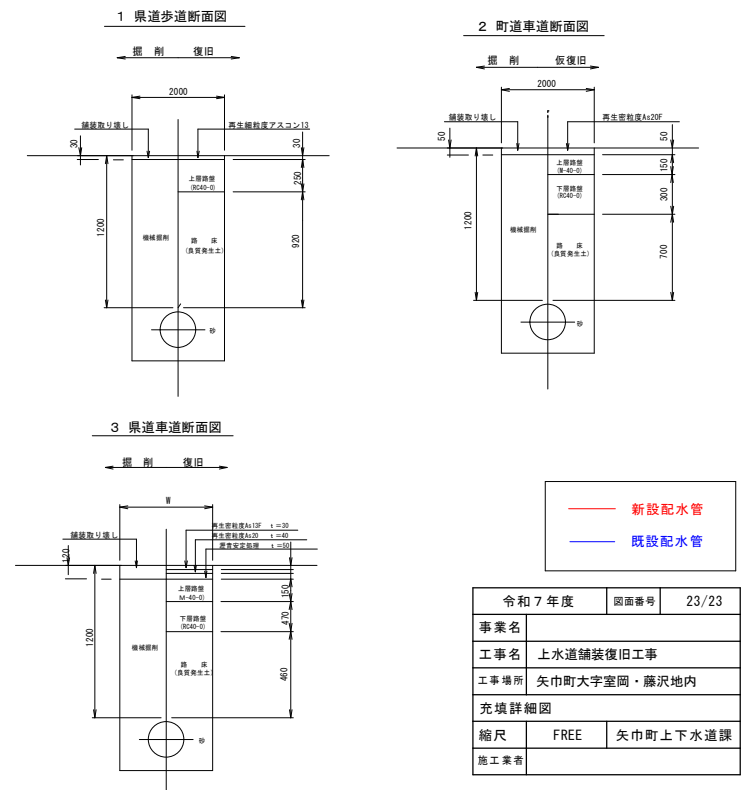 1 県道歩道断面図
掘 削 復旧
2000
舗装取り壊し
再生細粒度アスコン13
30
30
上層路盤
(RC40-0)
250
1200
機械掘削
路 床
(良質発生土)
920
砂
2 町道車道断面図
掘 削 仮復旧
2000
舗装取り壊し
再生密粒度As20F
50
50
上層路盤
(M-40-0)
150
下層路盤
(RC40-0)
300
1200
機械掘削
路 床
(良質発生土)
700
砂
3 県道車道断面図
掘 削 復旧
W
再生密粒度As13F t=30
舗装取り壊し
再生密粒度As20 t=40
瀝青安定処理 t=50
120
上層路盤
(M-40-0)
150
下層路盤
(RC40-0)
470
1200
機械掘削
路 床
(良質発生土)
460
砂
新設配水管
既設配水管
令和7年度 図面番号 23/23
事業名
工事名 上水道舗装復旧工事
工事場所 矢巾町大字室岡・藤沢地内
充填詳細図
縮尺 FREE 矢巾町上下水道課
施工業者